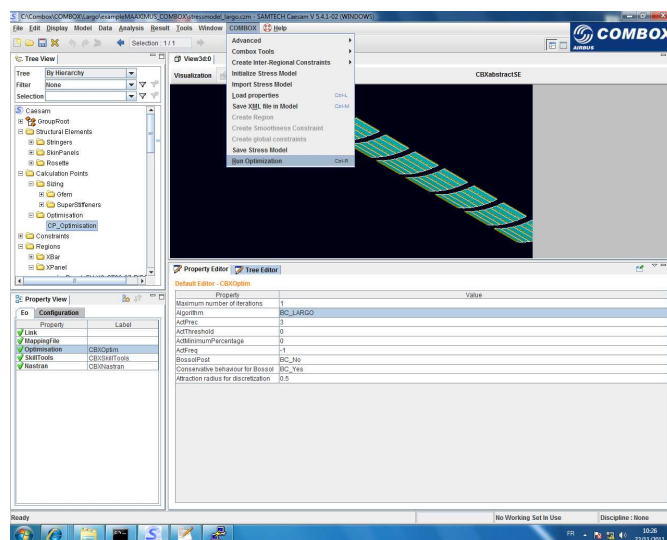 C:\Combox\COMBOX\Largo\exampleMAAXIMUS_COMBOX\stressmodel_largo.czm - SAMTECH Caesam V 5.4.1-02 (WINDOWS)
File Edit Display Model Data Analysis Result Tools Window COMBOX Help
Selection : 1 / 1
AIRBUS
COMBOX
Advanced
Combox Tools
Create Inter-Regional Constraints
Initialize Stress Model
Import Stress Model
Load properties Ctrl-L
Save XML file in Model Ctrl-M
Create Region
Create Smoothness Constraint
Create global constraints
Save Stress Model
Run Optimization Ctrl-R
Tree View
Tree By Hierarchy
Filter None
Selection
Caesam
GroupRoot
Structural Elements
Stringers
SkinPanels
Rosette
Calculation Points
Sizing
Gfem
SuperStiffeners
Optimisation
CP_Optimisation
Constraints
Regions
XBar
XPanel
View3d:0
Visualization
CBXabstractSE
Property View
Eo Configuration
Property Label
Link
MappingFile
Optimisation CBXOptim
SkillTools CBXSkillTools
Nastran CBXNastran
Property Editor Tree Editor
Default Editor - CBXOptim
Property Value
Maximum number of iterations 1
Algorithm BC_LARGO
ActPrec 3
ActThreshold 0
ActMinimumPercentage 0
ActFreq -1
BossolPost BC_No
Conservative behaviour for Bossol BC_Yes
Attraction radius for discretization 0.5
Ready
No Working Set In Use
Discipline : None
FR
10:26
22/11/2011